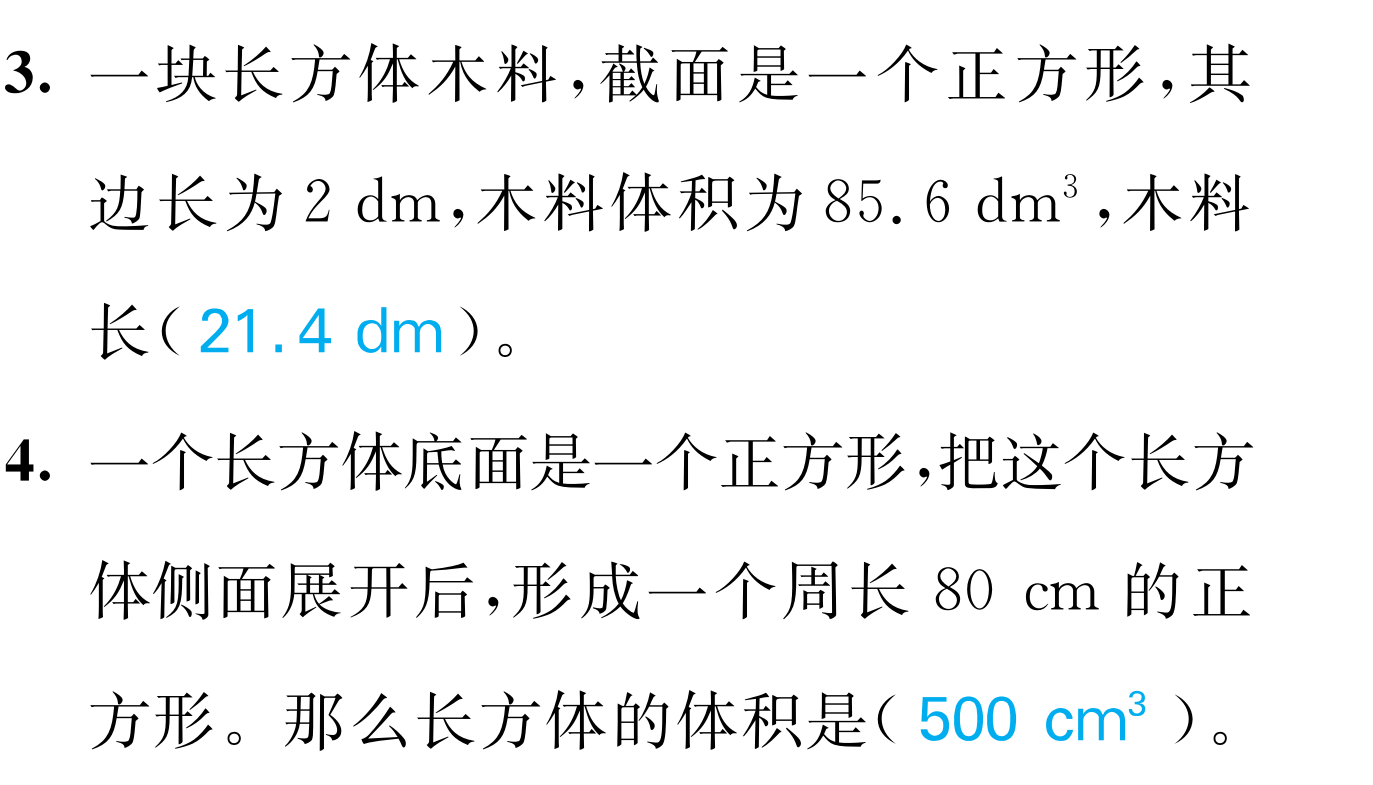 3. 一块长方体木料,截面是一个正方形,其
边长为 2 dm,木料体积为 85.6 dm³,木料
长( 21.4 dm )。
4. 一个长方体底面是一个正方形,把这个长方
体侧面展开后,形成一个周长 80 cm 的正
方形。那么长方体的体积是( 500 cm³ )。